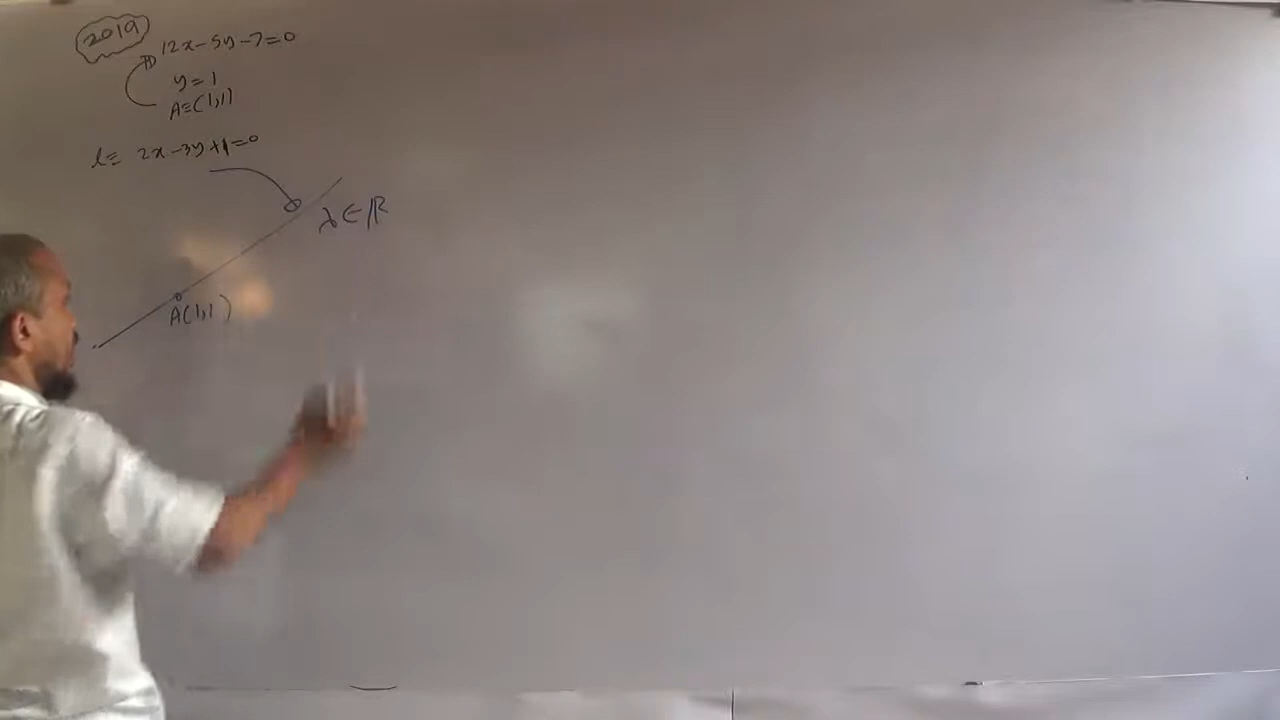 2019
12x-5y-7=0
y=1
A≡(1,1)
l≡ 2x-3y+1=0
λ∈ℝ
A(1,1)